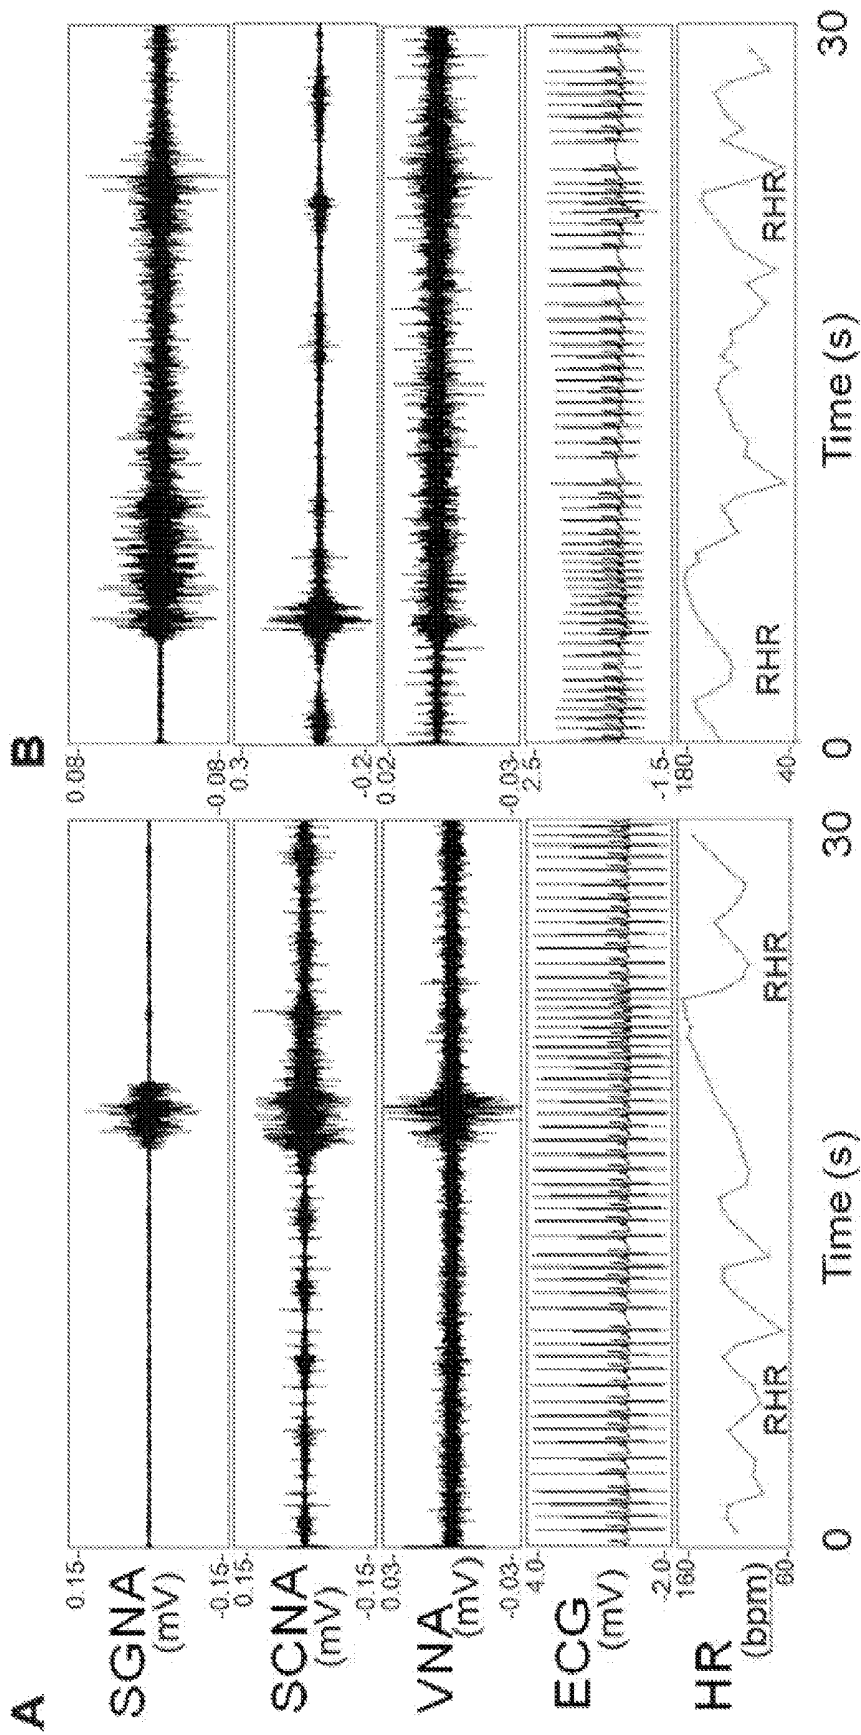 A
B
SGNA
(mV)
0.15-
-0.15-
0.08-
-0.08-
SCNA
(mV)
0.15-
-0.15-
0.3-
-0.2-
VNA
(mV)
0.03-
-0.03-
0.02-
-0.03-
ECG
(mV)
4.0-
-2.0-
2.5-
-1.5-
HR
(bpm)
60-
RHR
RHR
180-
40-
RHR
RHR
0
Time (s)
30
0
Time (s)
30